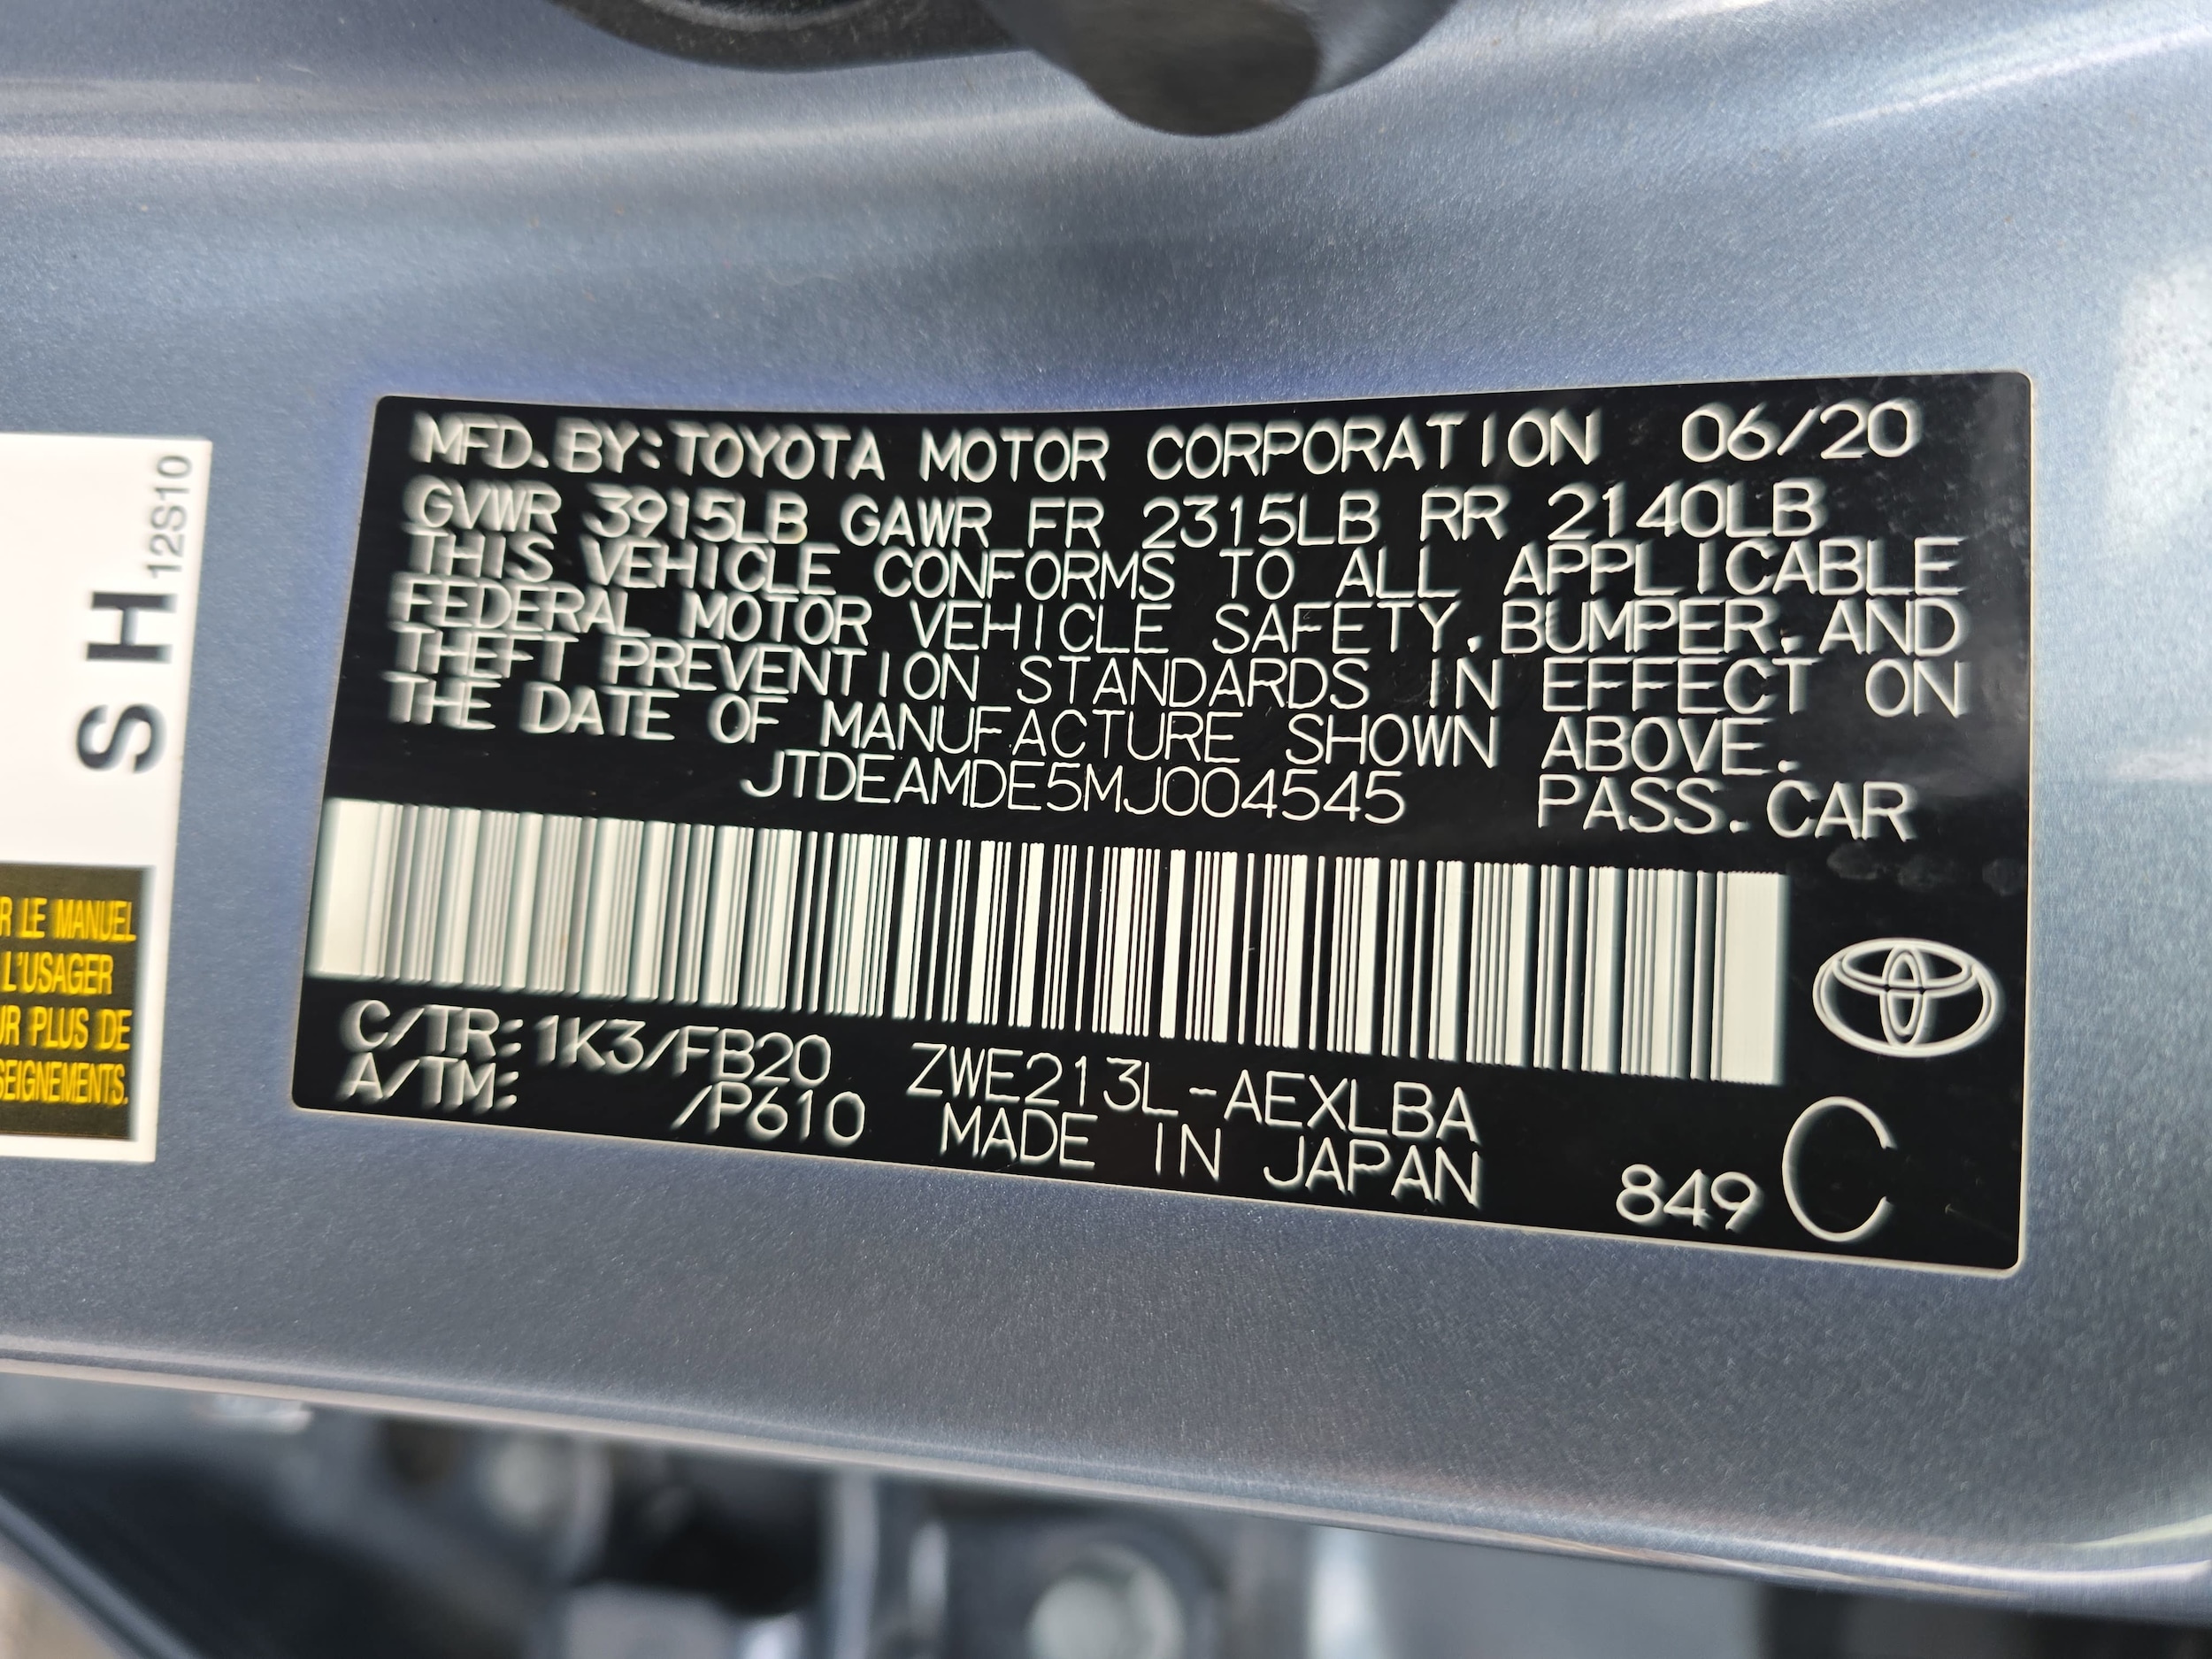 MFD. BY: TOYOTA MOTOR CORPORATION 06/20
GVWR 3915LB GAWR FR 2315LB RR 2140LB
THIS VEHICLE CONFORMS TO ALL APPLICABLE
FEDERAL MOTOR VEHICLE SAFETY, BUMPER, AND
THEFT PREVENTION STANDARDS IN EFFECT ON
THE DATE OF MANUFACTURE SHOWN ABOVE.
JTDEAMDE5MJ004545 PASS. CAR
C/TR: 1K3/FB20 ZWE213L-AEXLBA
A/TM: /P610 MADE IN JAPAN
849 C
S H 12S10
LE MANUEL
L'USAGER
PLUS DE